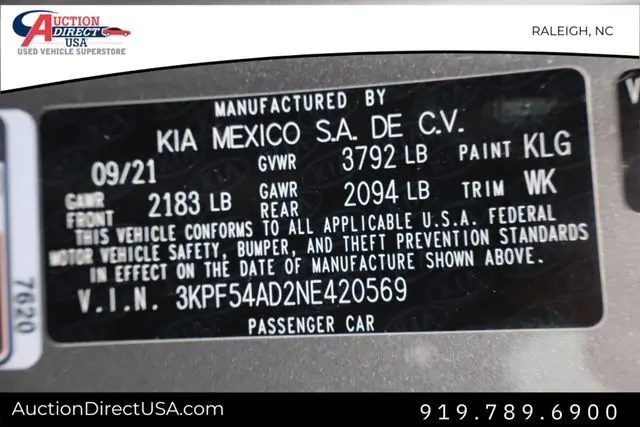 AUCTION
DIRECT
USA
USED VEHICLE SUPERSTORE
RALEIGH, NC
MANUFACTURED BY
KIA MEXICO S.A. DE C.V.
09/21 GVWR 3792 LB PAINT KLG
GAWR FRONT 2183 LB GAWR REAR 2094 LB TRIM WK
THIS VEHICLE CONFORMS TO ALL APPLICABLE U.S.A. FEDERAL
MOTOR VEHICLE SAFETY, BUMPER, AND THEFT PREVENTION STANDARDS
IN EFFECT ON THE DATE OF MANUFACTURE SHOWN ABOVE.
V.I.N. 3KPF54AD2NE420569
PASSENGER CAR
7620
AuctionDirectUSA.com
919.789.6900